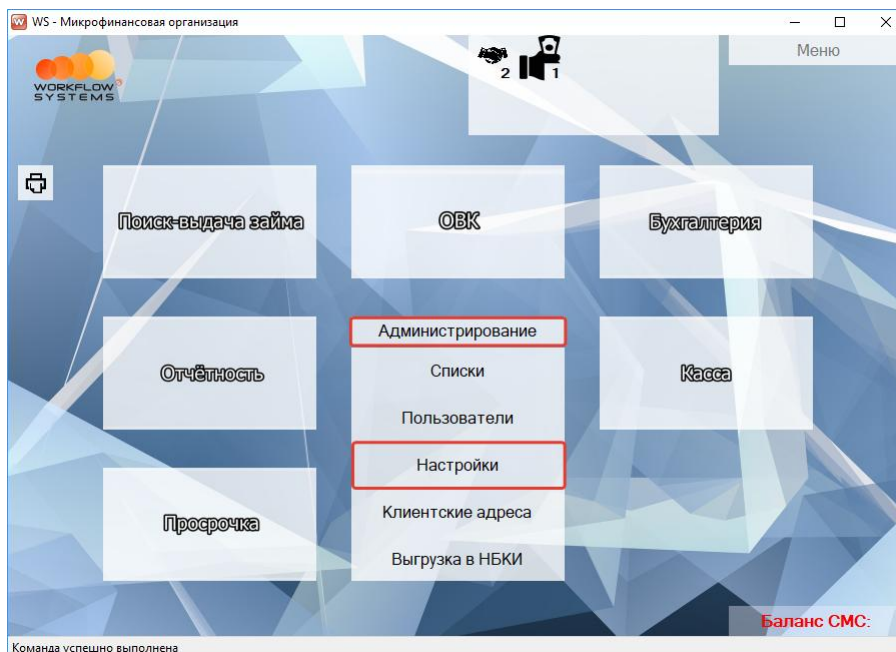 WS - Микрофинансовая организация
Меню
WORKFLOW
SYSTEMS
2 1
Поиск-выдача займа
ОВК
Бухгалтерия
Администрирование
Отчётность
Списки
Касса
Пользователи
Настройки
Просрочка
Клиентские адреса
Выгрузка в НБКИ
Баланс СМС:
Команда успешно выполнена